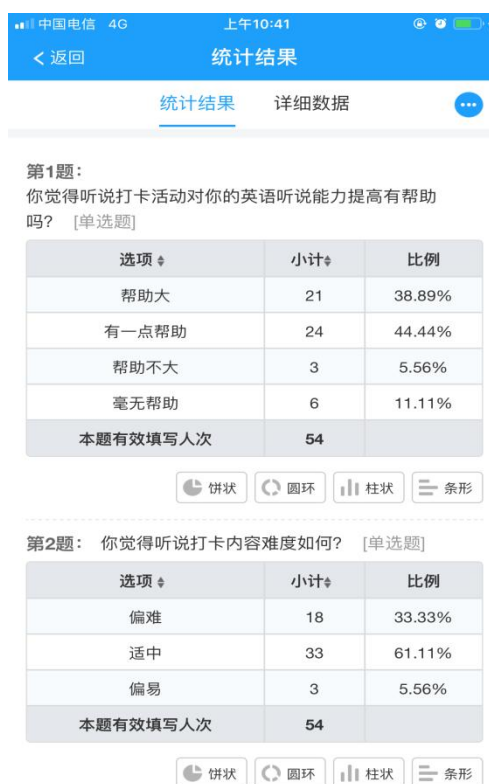 中国电信 4G 上午10:41
返回 统计结果
统计结果 详细数据
第1题：
你觉得听说打卡活动对你的英语听说能力提高有帮助
吗? [单选题]
选项 小计 比例
帮助大 21 38.89%
有一点帮助 24 44.44%
帮助不大 3 5.56%
毫无帮助 6 11.11%
本题有效填写人次 54
饼状 圆环 柱状 条形
第2题： 你觉得听说打卡内容难度如何? [单选题]
选项 小计 比例
偏难 18 33.33%
适中 33 61.11%
偏易 3 5.56%
本题有效填写人次 54
饼状 圆环 柱状 条形